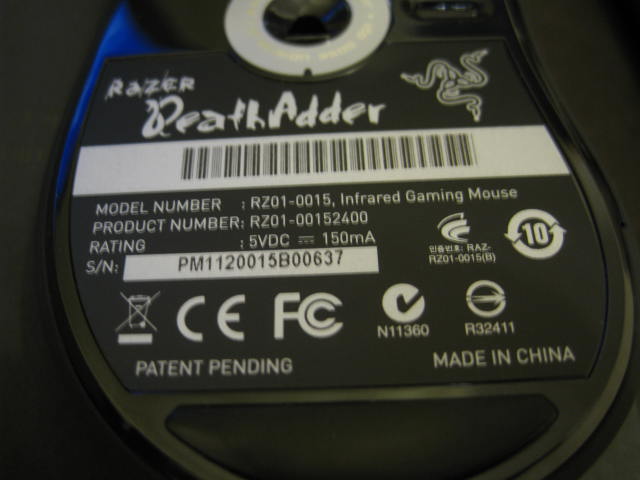 RAZER
DeathAdder
MODEL NUMBER : RZ01-0015, Infrared Gaming Mouse
PRODUCT NUMBER: RZ01-00152400
RATING : 5VDC ⎓ 150mA
S/N: PM1120015B00637
인증번호: RAZ-
RZ01-0015(B)
10
CE FC
N11360
R32411
PATENT PENDING
MADE IN CHINA